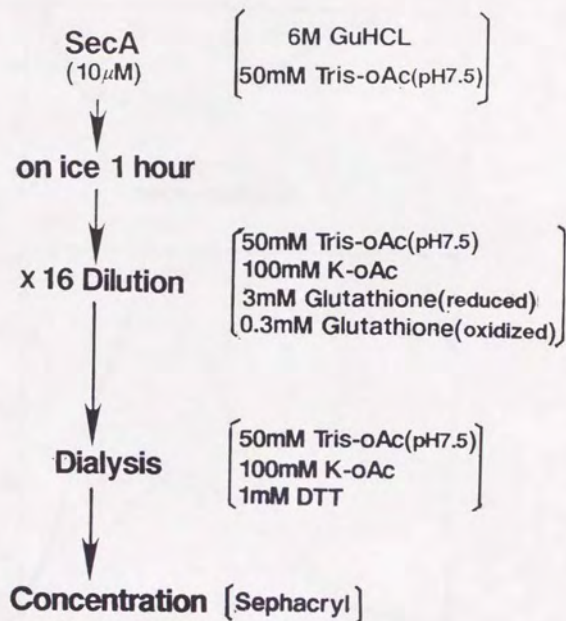 SecA
(10μM)
6M GuHCL
50mM Tris-oAc(pH7.5)
on ice 1 hour
x 16 Dilution
50mM Tris-oAc(pH7.5)
100mM K-oAc
3mM Glutathione(reduced)
0.3mM Glutathione(oxidized)
Dialysis
50mM Tris-oAc(pH7.5)
100mM K-oAc
1mM DTT
Concentration [Sephacryl]